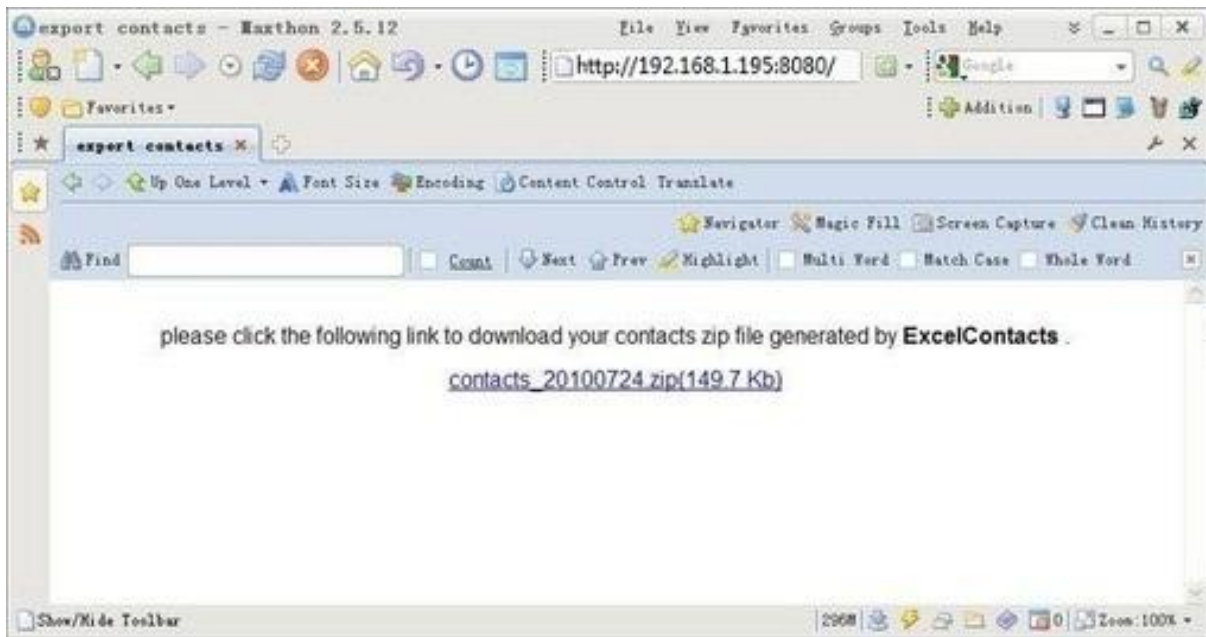 export contacts - Maxthon 2.5.12 File View Favorites Groups Tools Help
http://192.168.1.195:8080/ Google
Favorites Addition
export contacts
Up One Level Font Size Encoding Content Control Translate
Navigator Magic Fill Screen Capture Clean History
Find Count Next Prev Highlight Multi Word Match Case Whole Word
please click the following link to download your contacts zip file generated by ExcelContacts .
contacts_20100724.zip(149.7 Kb)
Show/Hide Toolbar 296M 0 Zoom:100%